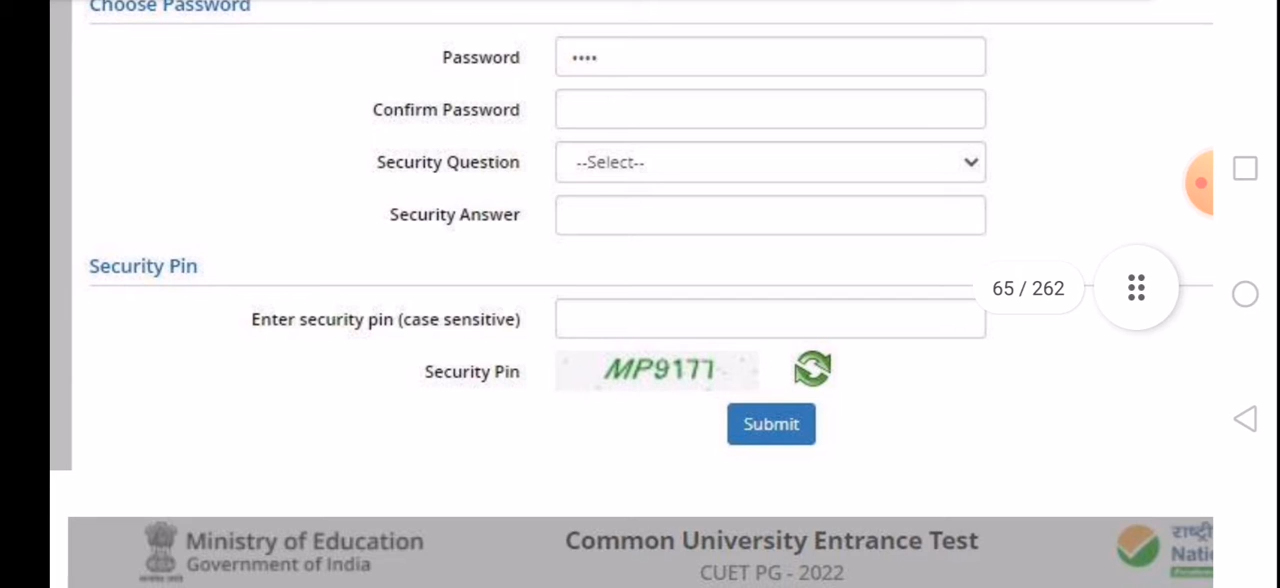 Choose Password
Password ••••
Confirm Password
Security Question --Select--
Security Answer
Security Pin
65 / 262
Enter security pin (case sensitive)
Security Pin MP9177
Submit
Ministry of Education
Government of India
Common University Entrance Test
CUET PG - 2022